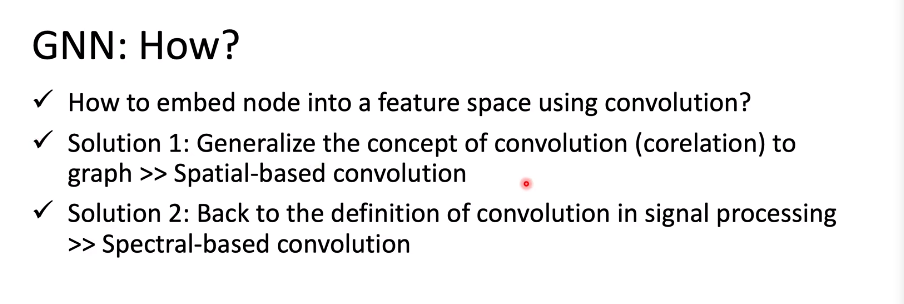 GNN: How?
✓ How to embed node into a feature space using convolution?
✓ Solution 1: Generalize the concept of convolution (corelation) to
graph >> Spatial-based convolution
✓ Solution 2: Back to the definition of convolution in signal processing
>> Spectral-based convolution